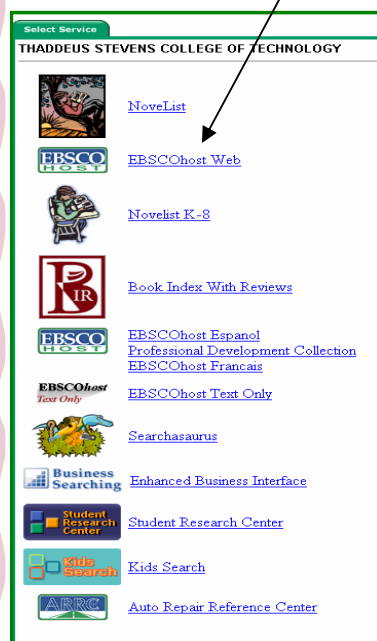 Select Service
THADDEUS STEVENS COLLEGE OF TECHNOLOGY
NoveList
EBSCO
HOST
EBSCOhost Web
Novelist K-8
BIR
Book Index With Reviews
EBSCO
HOST
EBSCOhost Espanol
Professional Development Collection
EBSCOhost Francais
EBSCOhost
Text Only
EBSCOhost Text Only
Searchasaurus
Business
Searching
Enhanced Business Interface
Student
Research
Center
Student Research Center
Kids
Search
Kids Search
ARRC
Auto Repair Reference Center